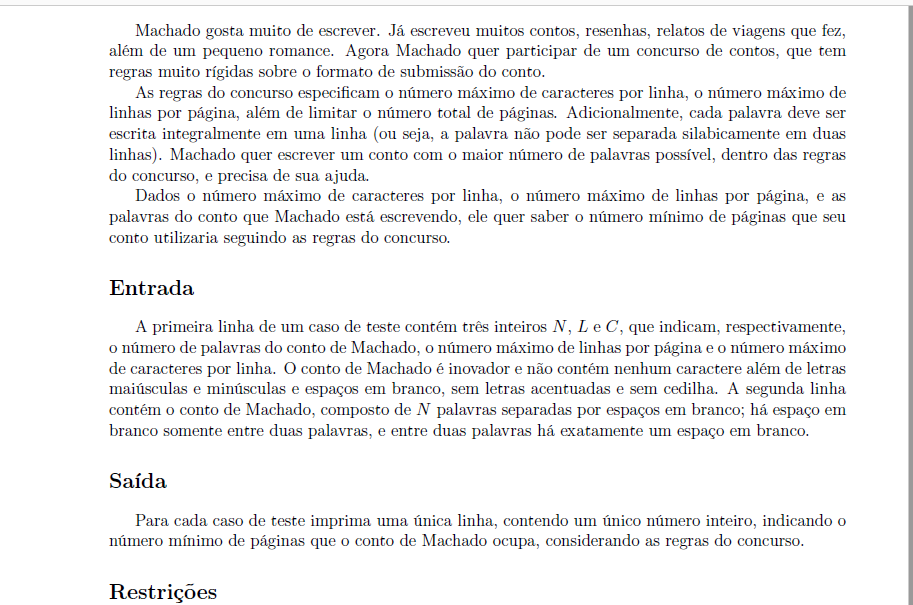 Machado gosta muito de escrever. Já escreveu muitos contos, resenhas, relatos de viagens que fez,
além de um pequeno romance. Agora Machado quer participar de um concurso de contos, que tem
regras muito rígidas sobre o formato de submissão do conto.
As regras do concurso especificam o número máximo de caracteres por linha, o número máximo de
linhas por página, além de limitar o número total de páginas. Adicionalmente, cada palavra deve ser
escrita integralmente em uma linha (ou seja, a palavra não pode ser separada silabicamente em duas
linhas). Machado quer escrever um conto com o maior número de palavras possível, dentro das regras
do concurso, e precisa de sua ajuda.
Dados o número máximo de caracteres por linha, o número máximo de linhas por página, e as
palavras do conto que Machado está escrevendo, ele quer saber o número mínimo de páginas que seu
conto utilizaria seguindo as regras do concurso.
Entrada
A primeira linha de um caso de teste contém três inteiros N, L e C, que indicam, respectivamente,
o número de palavras do conto de Machado, o número máximo de linhas por página e o número máximo
de caracteres por linha. O conto de Machado é inovador e não contém nenhum caractere além de letras
maiúsculas e minúsculas e espaços em branco, sem letras acentuadas e sem cedilha. A segunda linha
contém o conto de Machado, composto de N palavras separadas por espaços em branco; há espaço em
branco somente entre duas palavras, e entre duas palavras há exatamente um espaço em branco.
Saída
Para cada caso de teste imprima uma única linha, contendo um único número inteiro, indicando o
número mínimo de páginas que o conto de Machado ocupa, considerando as regras do concurso.
Restrições